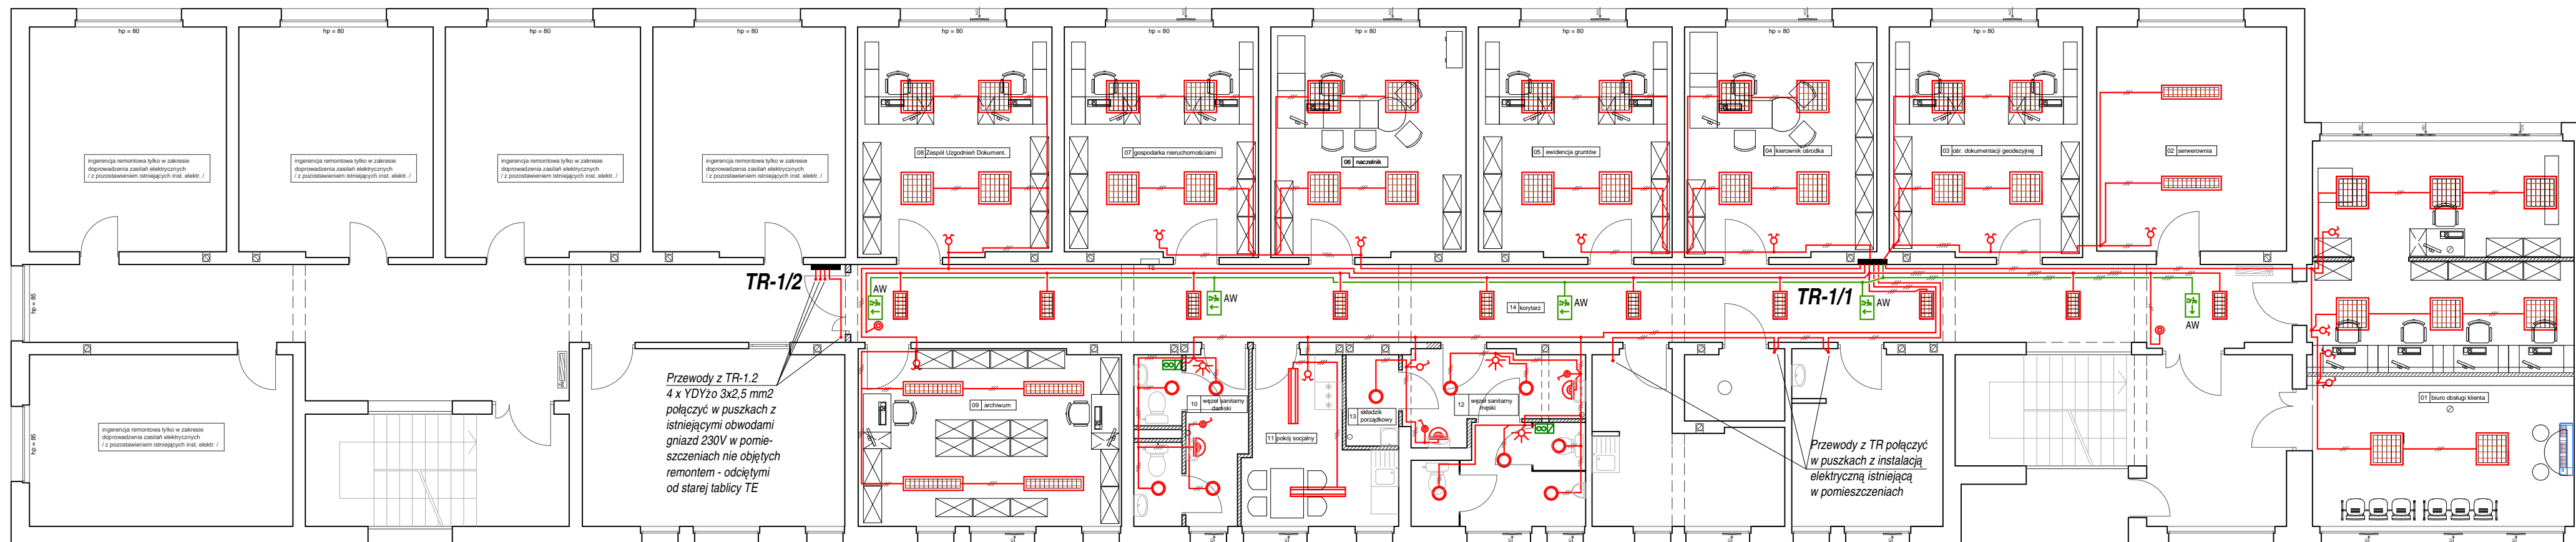 hp = 80
hp = 80
hp = 80
hp = 80
hp = 80
hp = 80
hp = 80
hp = 80
hp = 80
hp = 80
ingerencja remontowa tylko w zakresie
doprowadzenia zasilań elektrycznych
/ z pozostawieniem istniejących inst. elektr. /
ingerencja remontowa tylko w zakresie
doprowadzenia zasilań elektrycznych
/ z pozostawieniem istniejących inst. elektr. /
ingerencja remontowa tylko w zakresie
doprowadzenia zasilań elektrycznych
/ z pozostawieniem istniejących inst. elektr. /
ingerencja remontowa tylko w zakresie
doprowadzenia zasilań elektrycznych
/ z pozostawieniem istniejących inst. elektr. /
08 Zespół Uzgodnień Dokument.
07 gospodarka nieruchomościami
06 naczelnik
05 ewidencja gruntów
04 kierownik ośrodka
03 ośr. dokumentacji geodezyjnej
02 serwerownia
TE
TR-1/2
AW
AW
14 korytarz
AW
TR-1/1
AW
AW
hp = 85
Przewody z TR-1.2
4 x YDYżo 3x2,5 mm2
połączyć w puszkach z
istniejącymi obwodami
gniazd 230V w pomie-
szczeniach nie objętych
remontem - odciętymi
od starej tablicy TE
09 archiwum
10 węzeł sanitarny
damski
11 pokój socjalny
13 składzik
porządkowy
12 węzeł sanitarny
męski
Przewody z TR połączyć
w puszkach z instalacją
elektryczną istniejącą
w pomieszczeniach
01 biuro obsługi klienta
hp = 85
ingerencja remontowa tylko w zakresie
doprowadzenia zasilań elektrycznych
/ z pozostawieniem istniejących inst. elektr. /